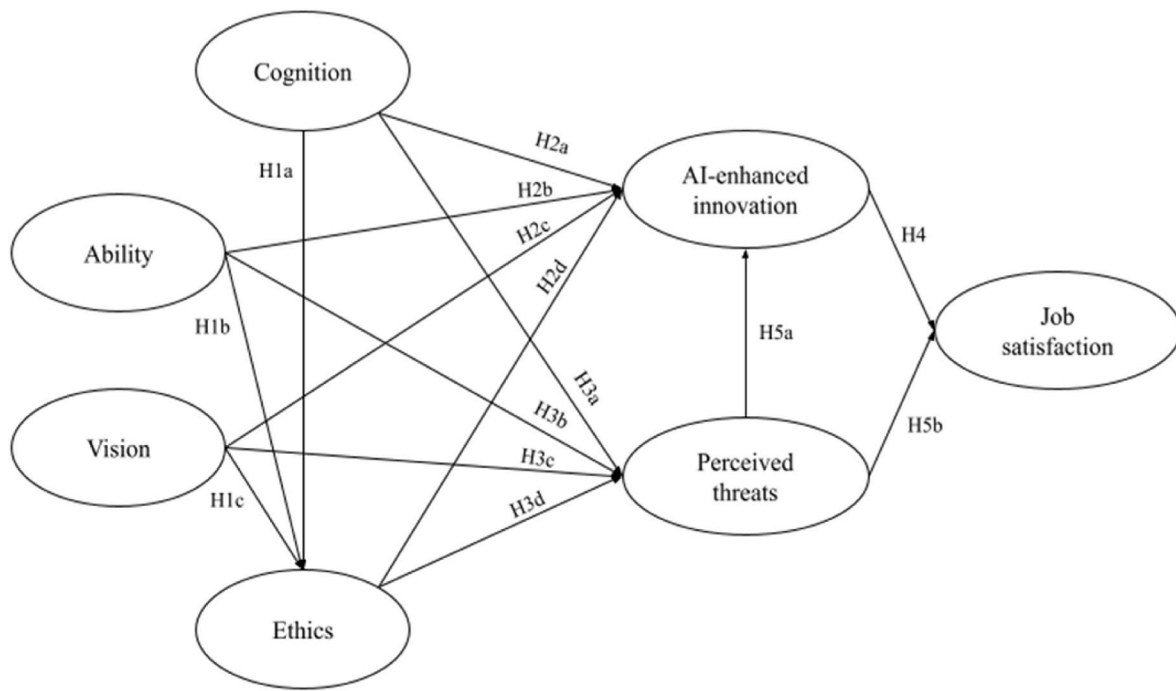 Cognition
H1a
H2a
AI-enhanced
innovation
Ability
H2b
H2c
H2d
H4
H1b
Job
satisfaction
H5a
H3a
H3b
Vision
H3c
H5b
Perceived
threats
H1c
H3d
Ethics